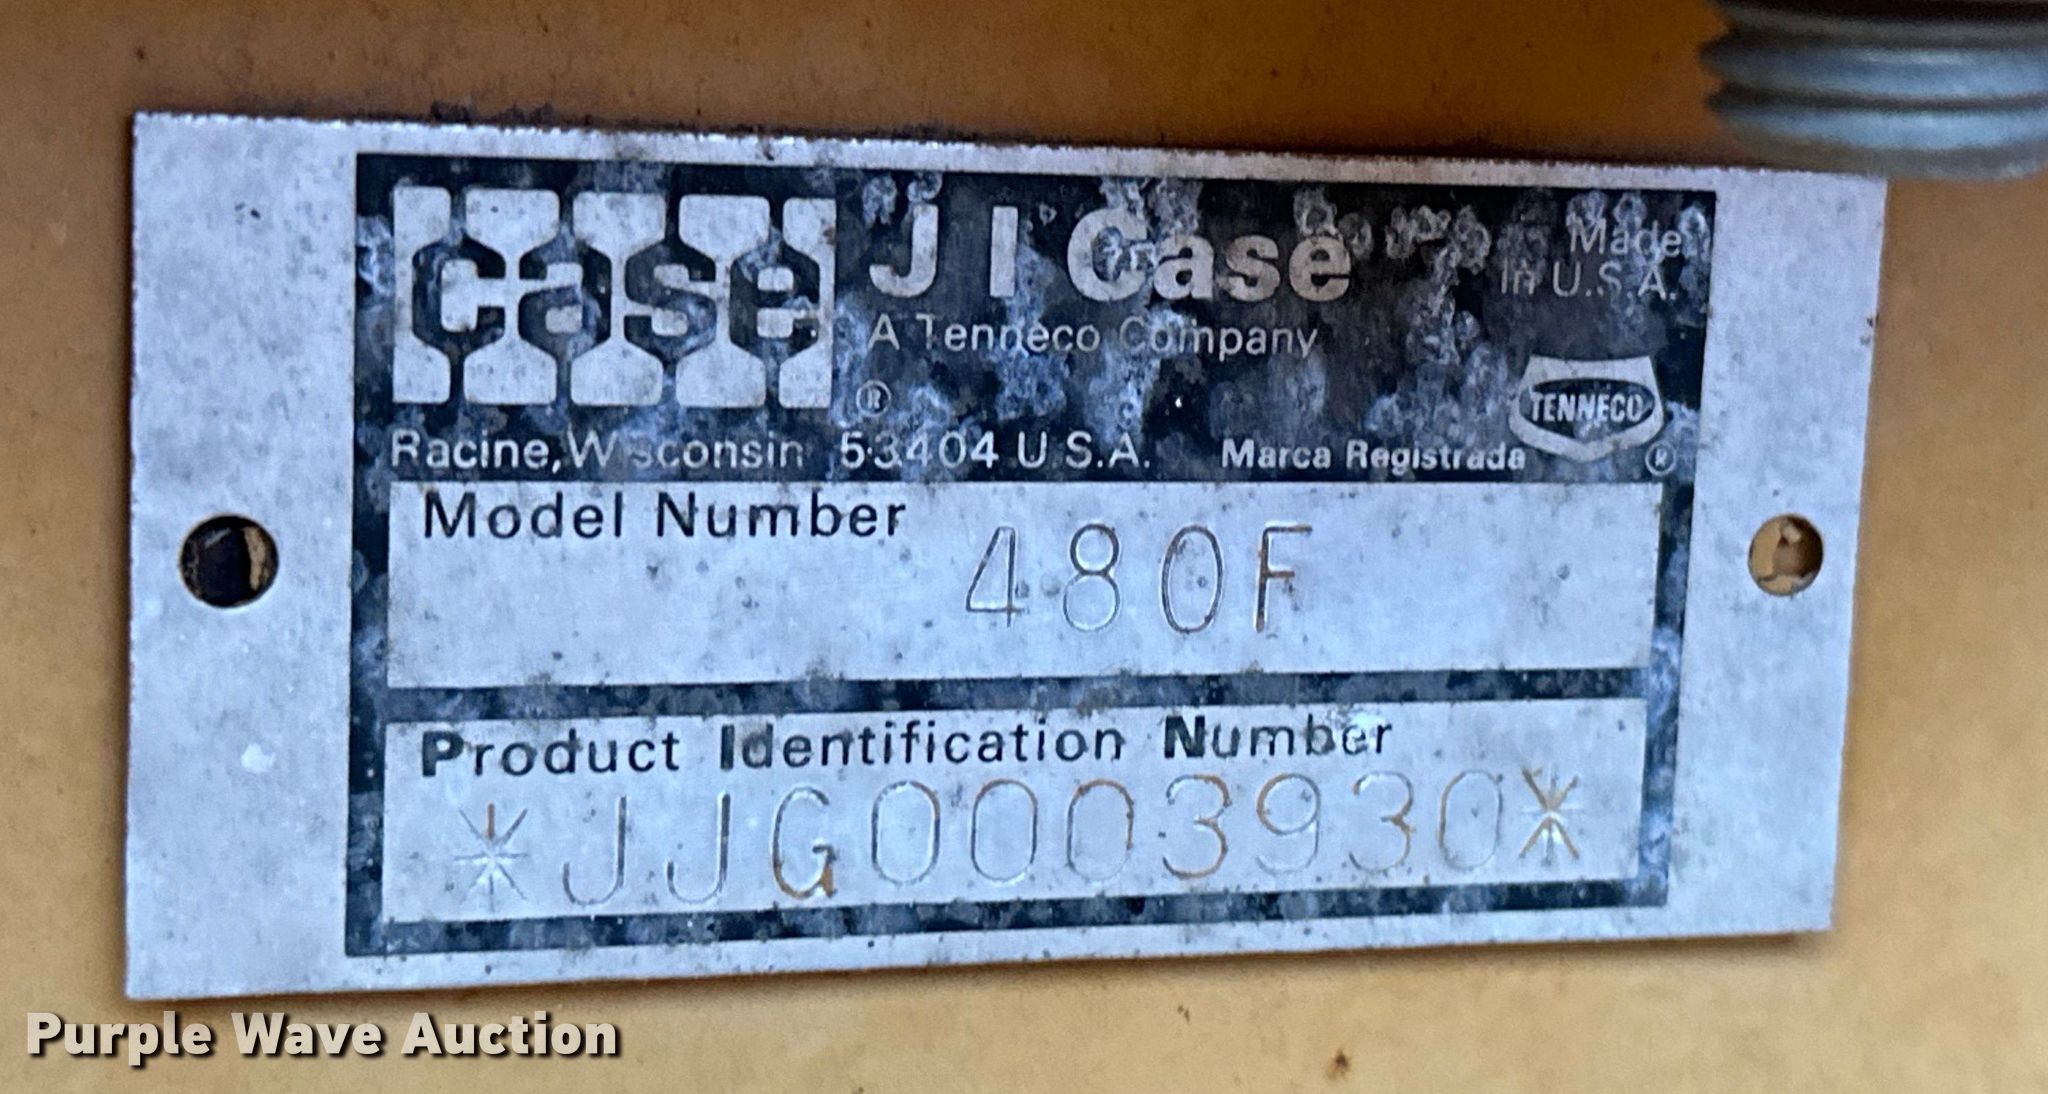 case J I Case Made
in U.S.A.
A Tenneco Company
®
TENNECO
Racine, Wisconsin 53404 U.S.A. Marca Registrada ®
Model Number
480F
Product Identification Number
*JJG0003930*
Purple Wave Auction